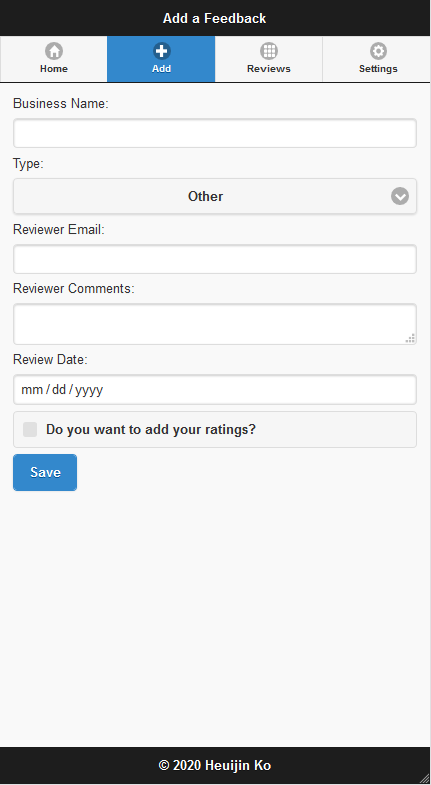 Add a Feedback
Home Add Reviews Settings
Business Name:
Type:
Other
Reviewer Email:
Reviewer Comments:
Review Date:
mm/dd/yyyy
Do you want to add your ratings?
Save
© 2020 Heuijin Ko